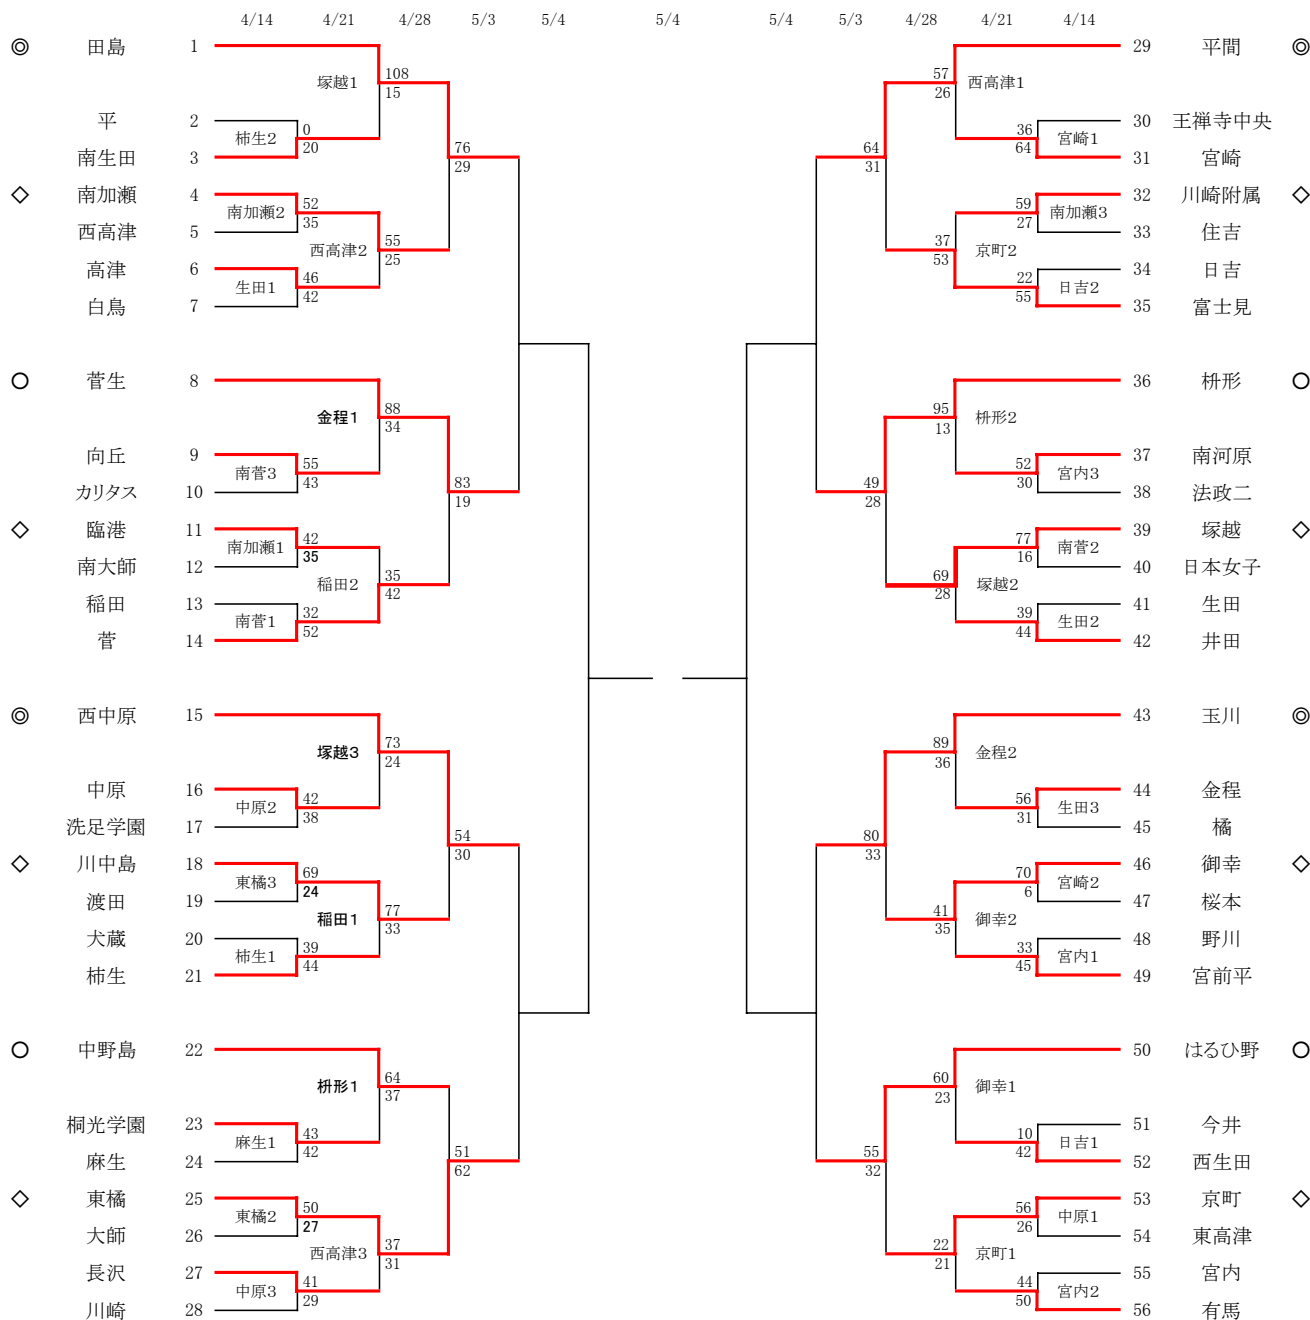 4/14 4/21 4/28 5/3 5/4 5/4 5/4 5/3 4/28 4/21 4/14
◎ 田島 1
塚越1 108 15
平 2
柿生2 0 20
南生田 3
76 29
◇ 南加瀬 4
南加瀬2 52 35
西高津 5
西高津2 55 25
高津 6
生田1 46 42
白鳥 7
○ 菅生 8
金程1 88 34
向丘 9
南菅3 55 43
カリタス 10
83 19
◇ 臨港 11
南加瀬1 42 35
南大師 12
稲田2 35 42
稲田 13
南菅1 32 52
菅 14
◎ 西中原 15
塚越3 73 24
中原 16
中原2 42 38
洗足学園 17
54 30
◇ 川中島 18
東橘3 69 24
渡田 19
稲田1 77 33
犬蔵 20
柿生1 39 44
柿生 21
○ 中野島 22
枡形1 64 37
桐光学園 23
麻生1 43 42
麻生 24
51 62
◇ 東橘 25
東橘2 50 27
大師 26
西高津3 37 31
長沢 27
中原3 41 29
川崎 28
29 平間 ◎
57 26 西高津1
30 王禅寺中央
36 64 宮崎1
31 宮崎
64 31
32 川崎附属 ◇
59 27 南加瀬3
33 住吉
37 53 京町2
34 日吉
22 55 日吉2
35 富士見
36 枡形 ○
95 13 枡形2
37 南河原
52 30 宮内3
38 法政二
49 28
39 塚越 ◇
77 16 南菅2
40 日本女子
69 28 塚越2
41 生田
39 44 生田2
42 井田
43 玉川 ◎
89 36 金程2
44 金程
56 31 生田3
45 橘
80 33
46 御幸 ◇
70 6 宮崎2
47 桜本
41 35 御幸2
48 野川
33 45 宮内1
49 宮前平
50 はるひ野 ○
60 23 御幸1
51 今井
10 42 日吉1
52 西生田
55 32
53 京町 ◇
56 26 中原1
54 東高津
22 21 京町1
55 宮内
44 50 宮内2
56 有馬